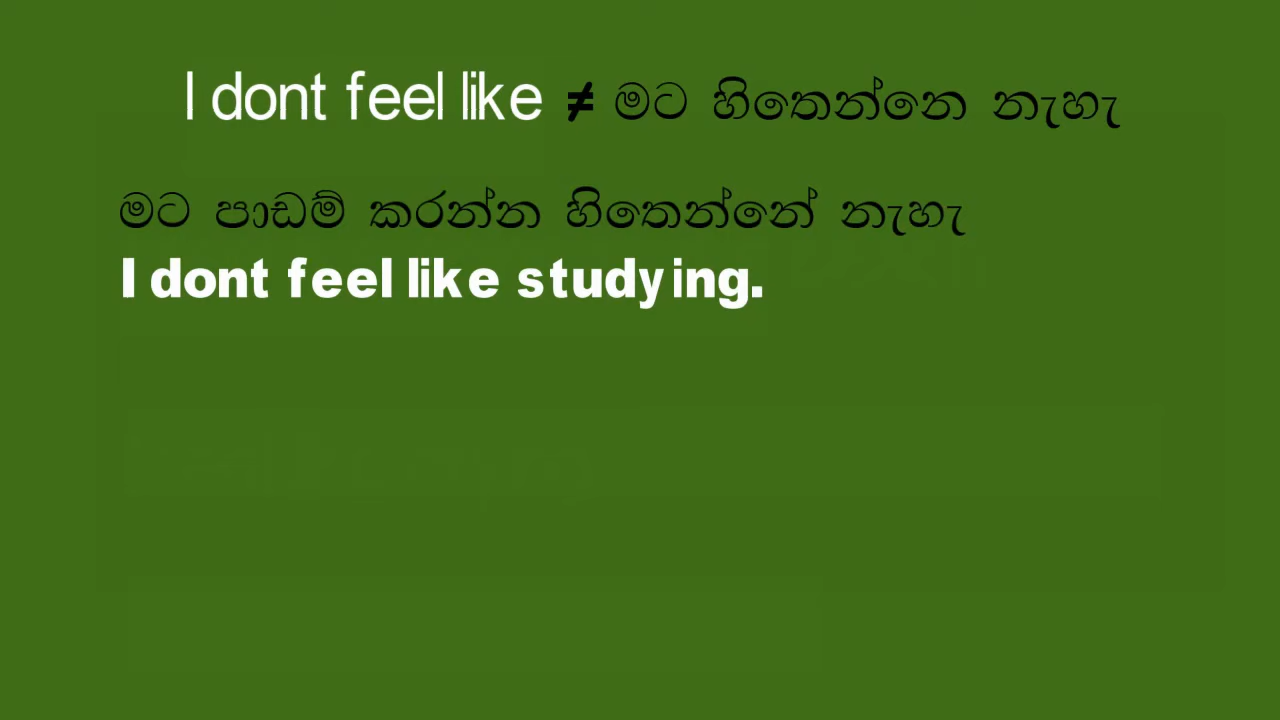 I dont feel like ≠ මට හිතෙන්නෙ නැහැ
මට පාඩම් කරන්න හිතෙන්නේ නැහැ
I dont feel like studying.